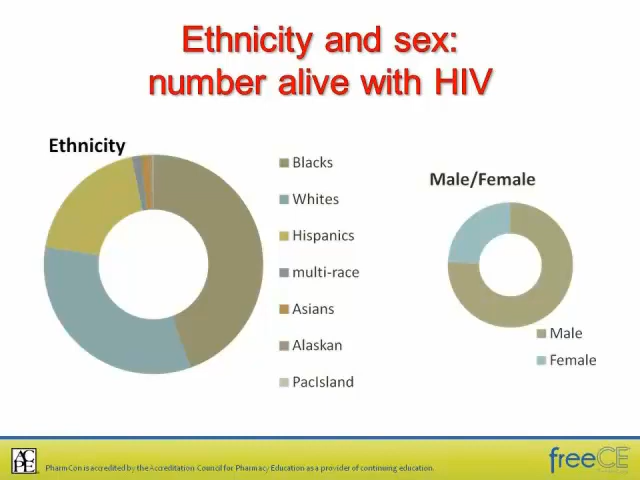 Ethnicity and sex:
number alive with HIV
Ethnicity
Blacks
Whites
Hispanics
multi-race
Asians
Alaskan
PacIsland
Male/Female
Male
Female
ACPE
PharmCon is accredited by the Accreditation Council for Pharmacy Education as a provider of continuing education.
freeCE